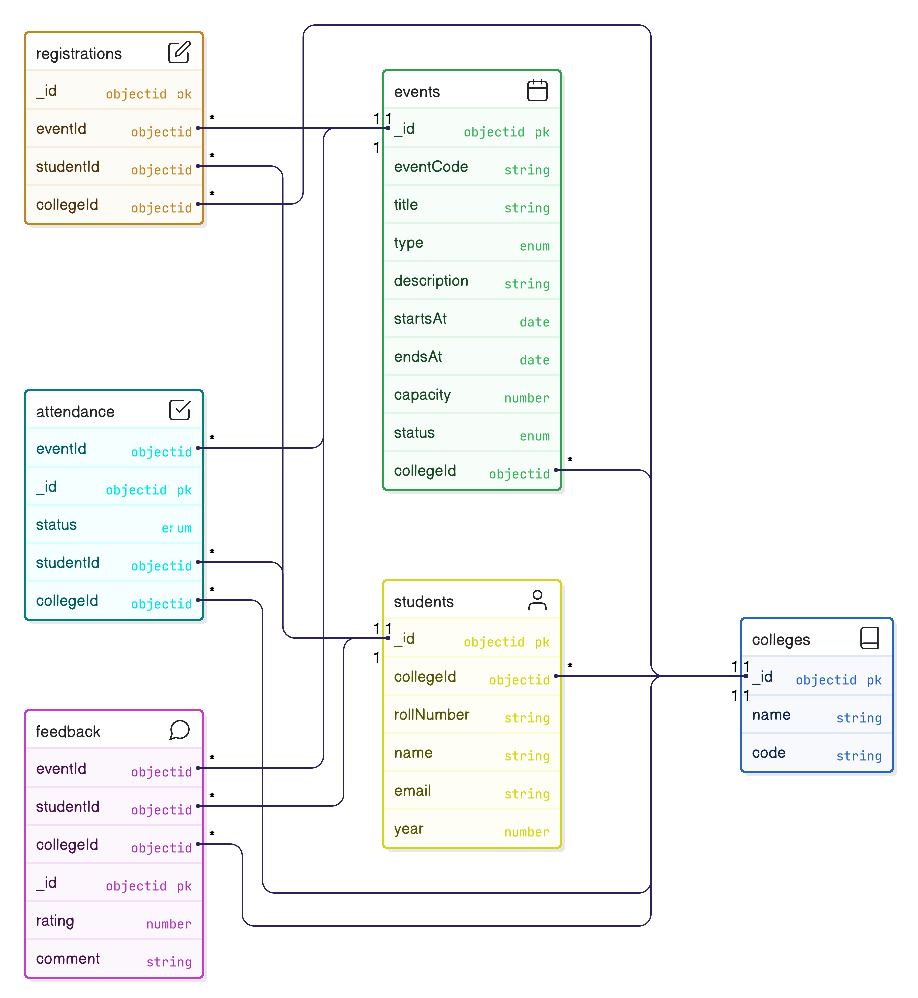 registrations
_id objectid pk
eventId objectid *
studentId objectid *
collegeId objectid *
events
1 1
_id objectid pk
1
eventCode string
title string
type enum
description string
startsAt date
endsAt date
capacity number
status enum
collegeId objectid *
attendance
eventId objectid *
_id objectid pk
status enum
studentId objectid *
collegeId objectid *
students
1 1
_id objectid pk
1
collegeId objectid *
rollNumber string
name string
email string
year number
colleges
1 1
_id objectid pk
1 1
name string
code string
feedback
eventId objectid *
studentId objectid *
collegeId objectid *
_id objectid pk
rating number
comment string